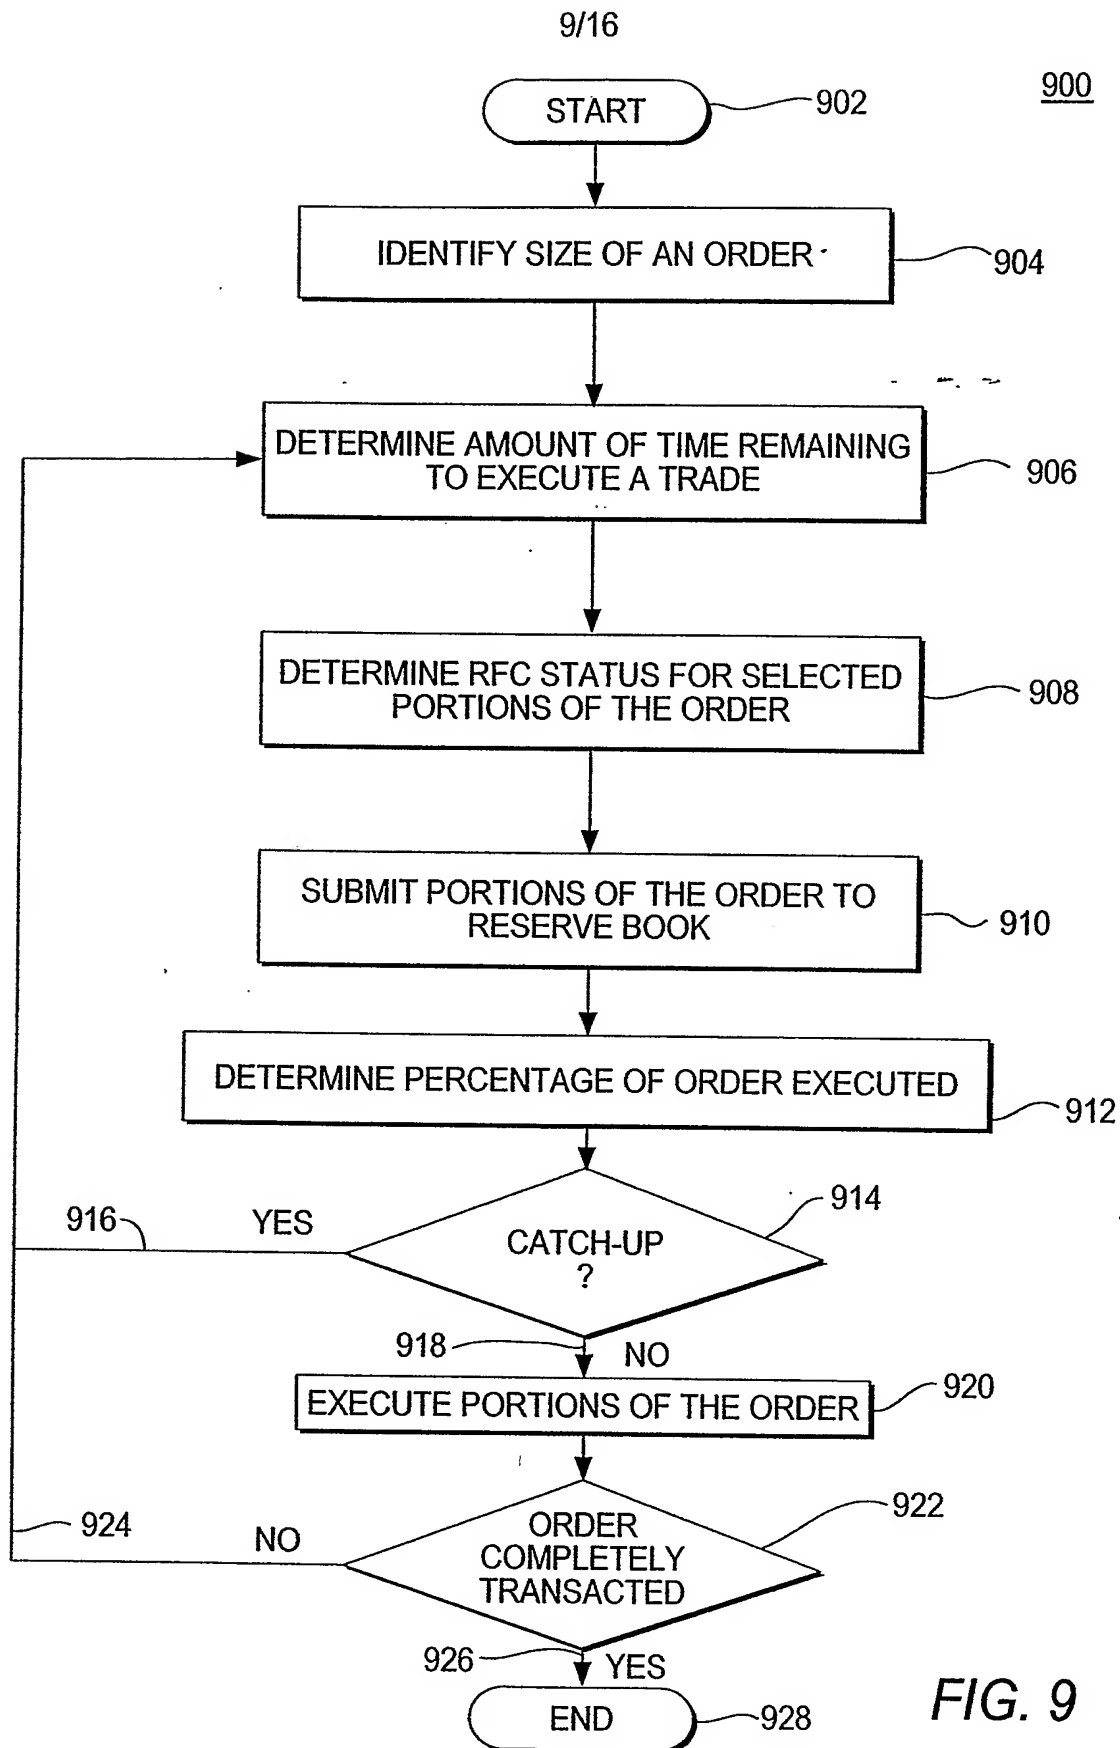 9/16
900
START
902
IDENTIFY SIZE OF AN ORDER
904
DETERMINE AMOUNT OF TIME REMAINING
TO EXECUTE A TRADE
906
DETERMINE RFC STATUS FOR SELECTED
PORTIONS OF THE ORDER
908
SUBMIT PORTIONS OF THE ORDER TO
RESERVE BOOK
910
DETERMINE PERCENTAGE OF ORDER EXECUTED
912
914
916
YES
CATCH-UP
?
918
NO
EXECUTE PORTIONS OF THE ORDER
920
922
924
NO
ORDER
COMPLETELY
TRANSACTED
926
YES
END
928
FIG. 9